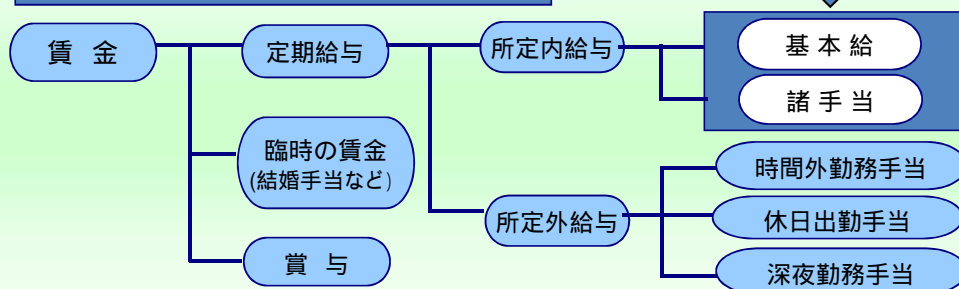 賃 金
定期給与
所定内給与
基 本 給
諸 手 当
臨時の賃金
(結婚手当など)
所定外給与
時間外勤務手当
休日出勤手当
深夜勤務手当
賞 与